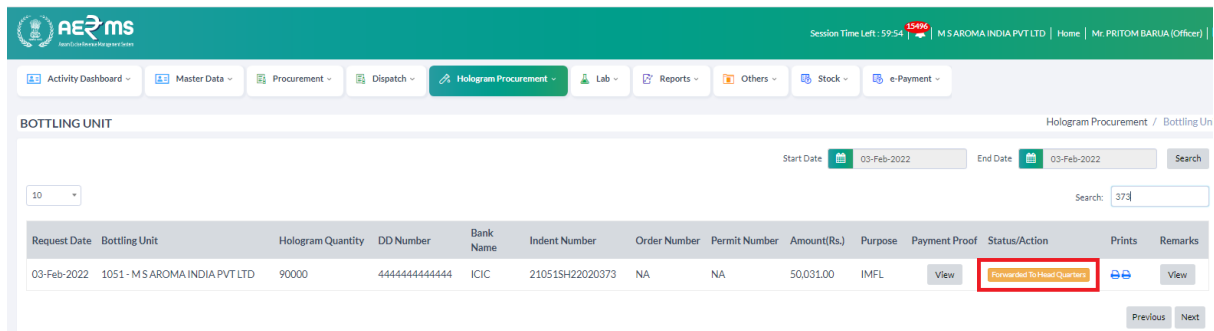 AERMS
Assam Excise Revenue Management System
Session Time Left : 59:54 15496 | M S AROMA INDIA PVT LTD | Home | Mr. PRITOM BARUA (Officer) |
Activity Dashboard Master Data Procurement Dispatch Hologram Procurement Lab Reports Others Stock e-Payment
BOTTLING UNIT Hologram Procurement / Bottling Un
Start Date 03-Feb-2022 End Date 03-Feb-2022 Search
10 Search: 373
Request Date Bottling Unit Hologram Quantity DD Number Bank Name Indent Number Order Number Permit Number Amount(Rs.) Purpose Payment Proof Status/Action Prints Remarks
03-Feb-2022 1051 - M S AROMA INDIA PVT LTD 90000 4444444444444 ICIC 21051SH22020373 NA NA 50,031.00 IMFL View Forwarded To Head Quarters View
Previous Next